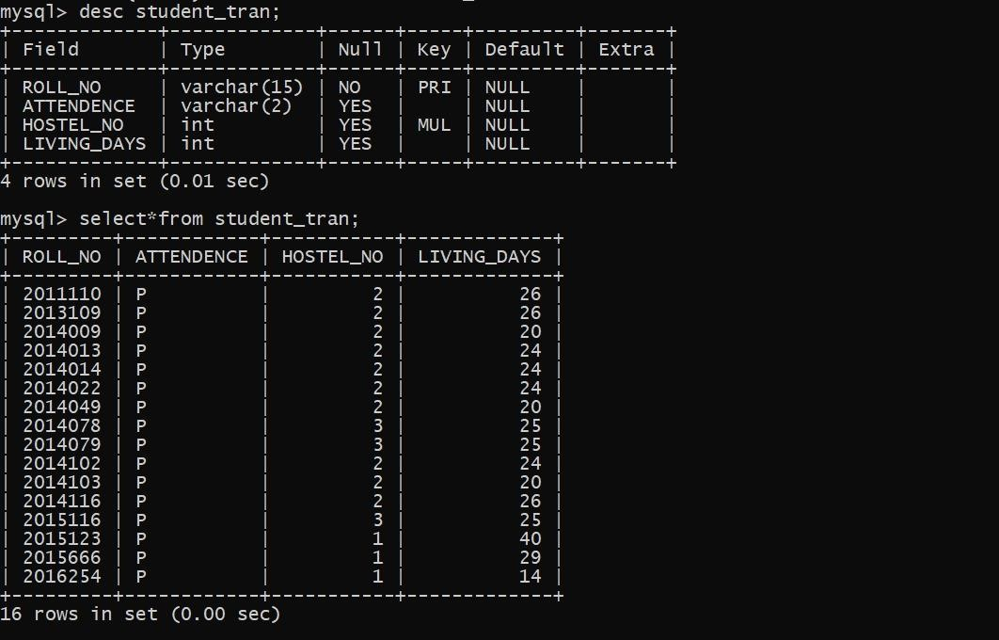 mysql> desc student_tran;
+-------------+-------------+------+-----+---------+-------+
| Field       | Type        | Null | Key | Default | Extra |
+-------------+-------------+------+-----+---------+-------+
| ROLL_NO     | varchar(15) | NO   | PRI | NULL    |       |
| ATTENDENCE  | varchar(2)  | YES  |     | NULL    |       |
| HOSTEL_NO   | int         | YES  | MUL | NULL    |       |
| LIVING_DAYS | int         | YES  |     | NULL    |       |
+-------------+-------------+------+-----+---------+-------+
4 rows in set (0.01 sec)

mysql> select*from student_tran;
+---------+------------+-----------+-------------+
| ROLL_NO | ATTENDENCE | HOSTEL_NO | LIVING_DAYS |
+---------+------------+-----------+-------------+
| 2011110 | P          |         2 |          26 |
| 2013109 | P          |         2 |          26 |
| 2014009 | P          |         2 |          20 |
| 2014013 | P          |         2 |          24 |
| 2014014 | P          |         2 |          24 |
| 2014022 | P          |         2 |          24 |
| 2014049 | P          |         2 |          20 |
| 2014078 | P          |         3 |          25 |
| 2014079 | P          |         3 |          25 |
| 2014102 | P          |         2 |          24 |
| 2014103 | P          |         2 |          20 |
| 2014116 | P          |         2 |          26 |
| 2015116 | P          |         3 |          25 |
| 2015123 | P          |         1 |          40 |
| 2015666 | P          |         1 |          29 |
| 2016254 | P          |         1 |          14 |
+---------+------------+-----------+-------------+
16 rows in set (0.00 sec)